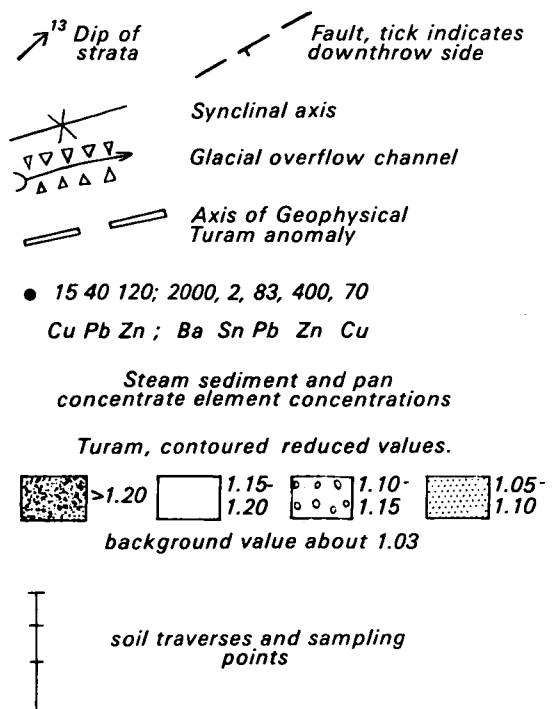 13 Dip of strata
Fault, tick indicates downthrow side
Synclinal axis
Glacial overflow channel
Axis of Geophysical
Turam anomaly
15 40 120; 2000, 2, 83, 400, 70
Cu Pb Zn ; Ba Sn Pb Zn Cu
Steam sediment and pan
concentrate element concentrations
Turam, contoured reduced values.
>1.20
1.15-
1.20
1.10-
1.15
1.05-
1.10
background value about 1.03
soil traverses and sampling
points